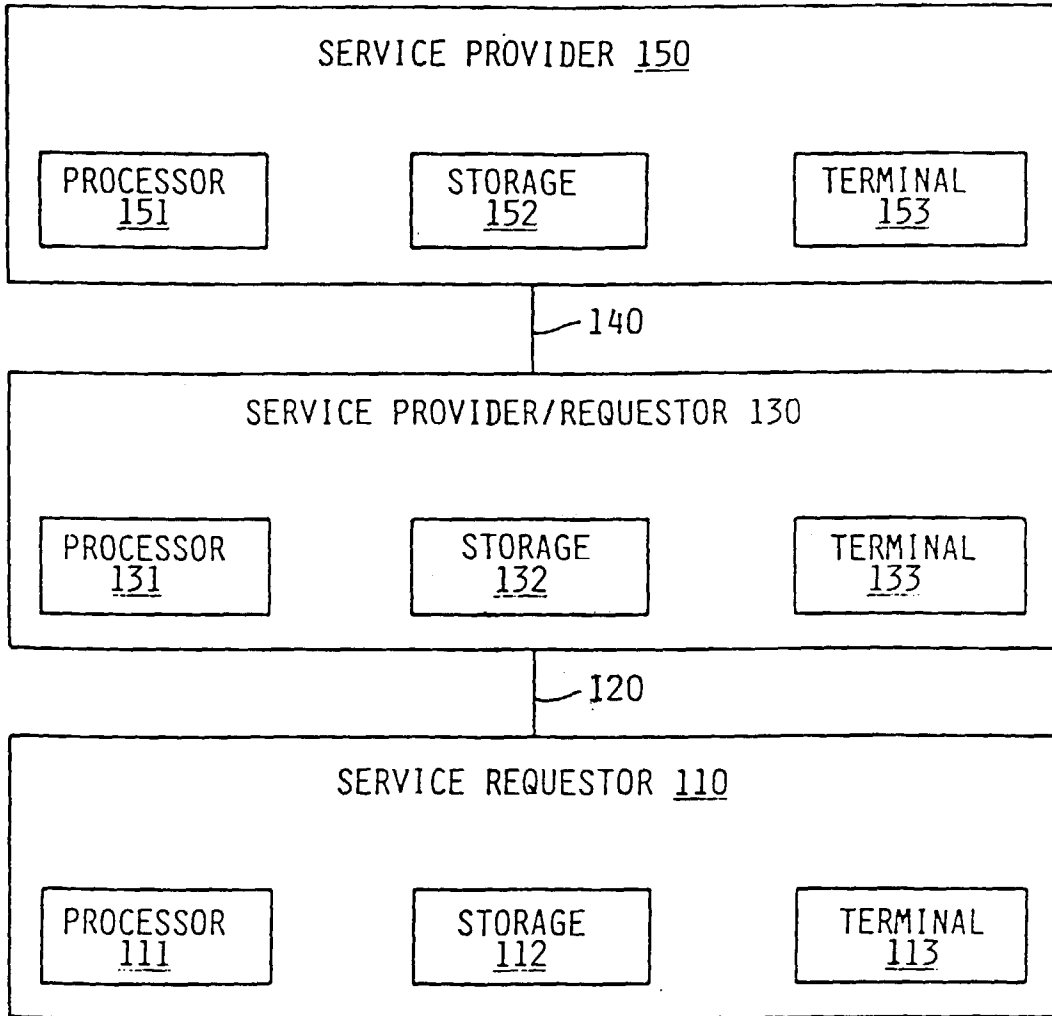 SERVICE PROVIDER 150
PROCESSOR
151
STORAGE
152
TERMINAL
153
140
SERVICE PROVIDER/REQUESTOR 130
PROCESSOR
131
STORAGE
132
TERMINAL
133
120
SERVICE REQUESTOR 110
PROCESSOR
111
STORAGE
112
TERMINAL
113